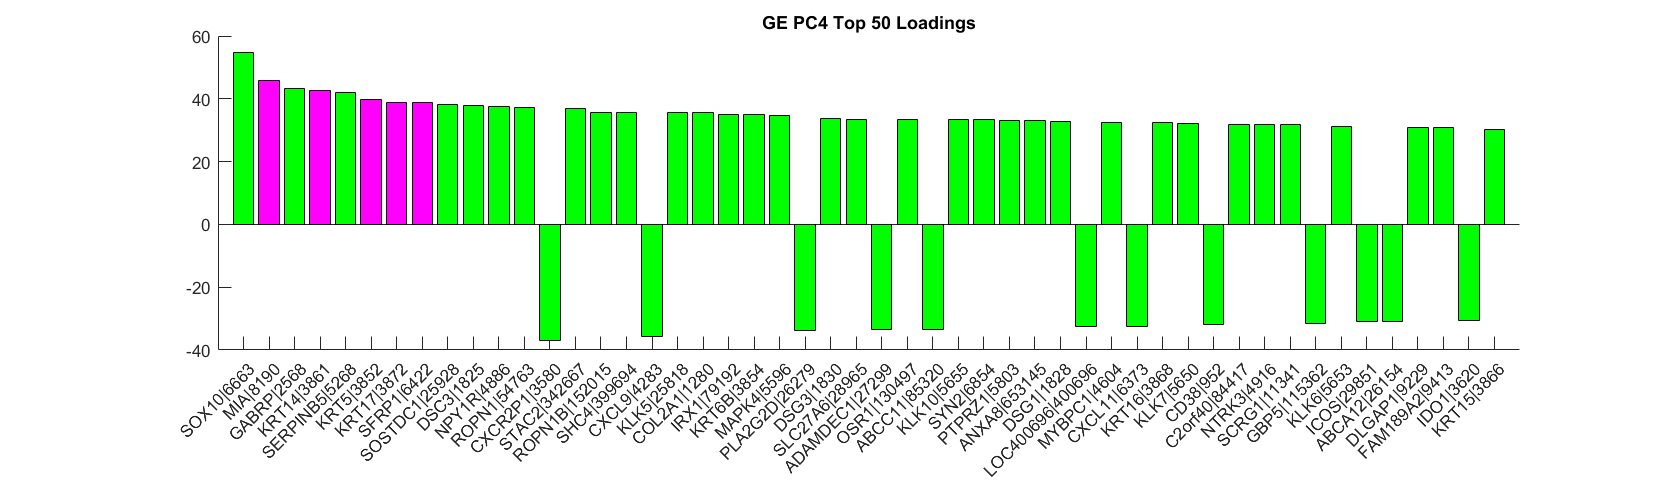 GE PC4 Top 50 Loadings
60
40
20
0
-20
-40
SOX10|6663
MIA|8190
GABRP|2568
KRT14|3861
SERPINB5|5268
KRT5|3852
KRT17|3872
SFRP1|6422
SOSTDC1|25928
DSC3|1825
NPY1R|4886
ROPN1|54763
CXCR2P1|3580
STAC2|342667
ROPN1B|152015
SHC4|399694
CXCL9|4283
KLK5|25818
COL2A1|1280
IRX1|79192
KRT6B|3854
MAPK4|5596
PLA2G2D|26279
DSG3|1830
SLC27A6|28965
ADAMDEC1|27299
OSR1|130497
ABCC11|85320
KLK10|5655
SYN2|6854
PTPRZ1|5803
ANXA8|653145
DSG1|1828
LOC400696|400696
MYBPC1|4604
CXCL11|6373
KRT16|3868
KLK7|5650
CD38|952
C2orf40|84417
NTRK3|4916
SCRG1|11341
GBP5|115362
KLK6|5653
ICOS|29851
ABCA12|26154
DLGAP1|9229
FAM189A2|9413
IDO1|3620
KRT15|3866